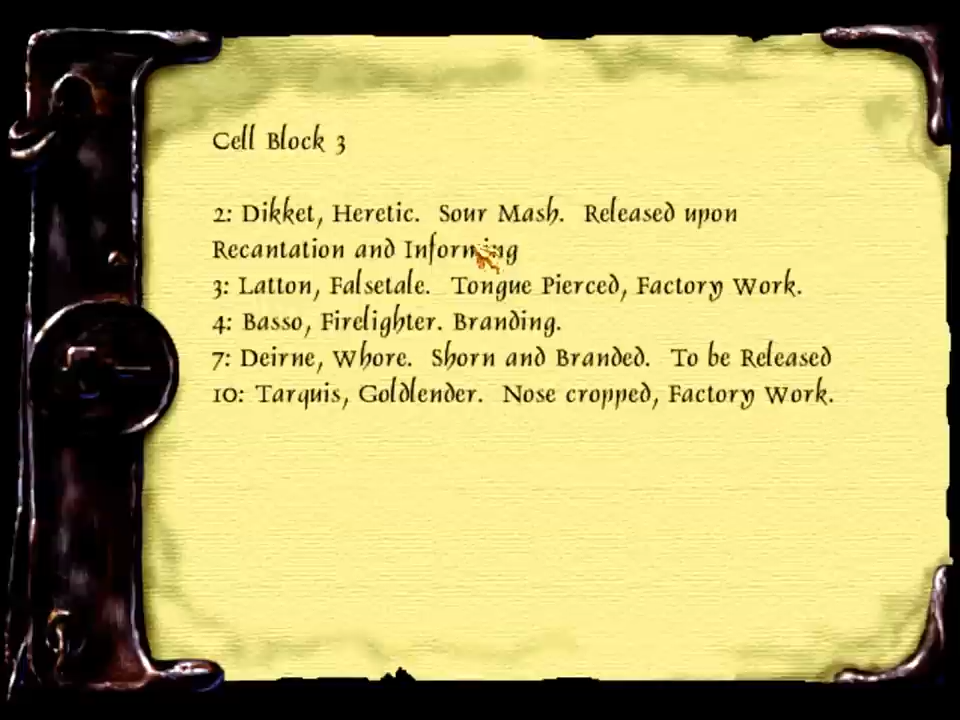 Cell Block 3
2: Dikket, Heretic. Sour Mash. Released upon
Recantation and Informing
3: Latton, Falsetale. Tongue Pierced, Factory Work.
4: Basso, Firelighter. Branding.
7: Deirne, Whore. Shorn and Branded. To be Released
10: Tarquis, Goldlender. Nose cropped, Factory Work.